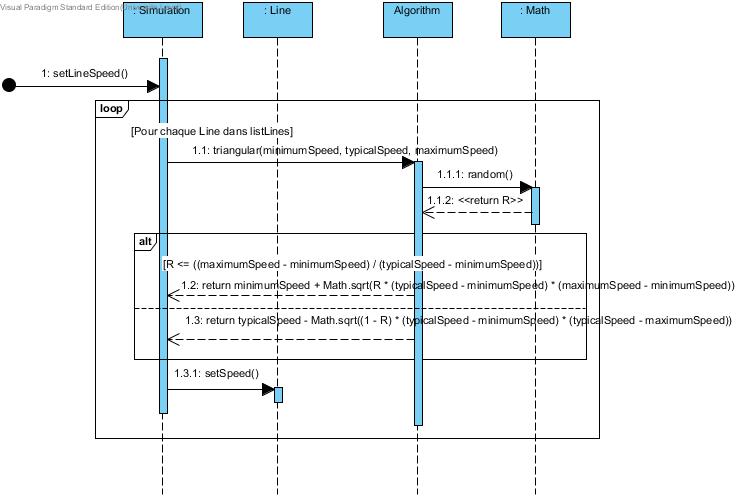 Visual Paradigm Standard Edition
: Simulation
: Line
Algorithm
: Math
1: setLineSpeed()
loop
[Pour chaque Line dans listLines]
1.1: triangular(minimumSpeed, typicalSpeed, maximumSpeed)
1.1.1: random()
1.1.2: <<return R>>
alt
[R <= ((maximumSpeed - minimumSpeed) / (typicalSpeed - minimumSpeed))]
1.2: return minimumSpeed + Math.sqrt(R * (typicalSpeed - minimumSpeed) * (maximumSpeed - minimumSpeed))
1.3: return typicalSpeed - Math.sqrt((1 - R) * (typicalSpeed - minimumSpeed) * (typicalSpeed - maximumSpeed))
1.3.1: setSpeed()